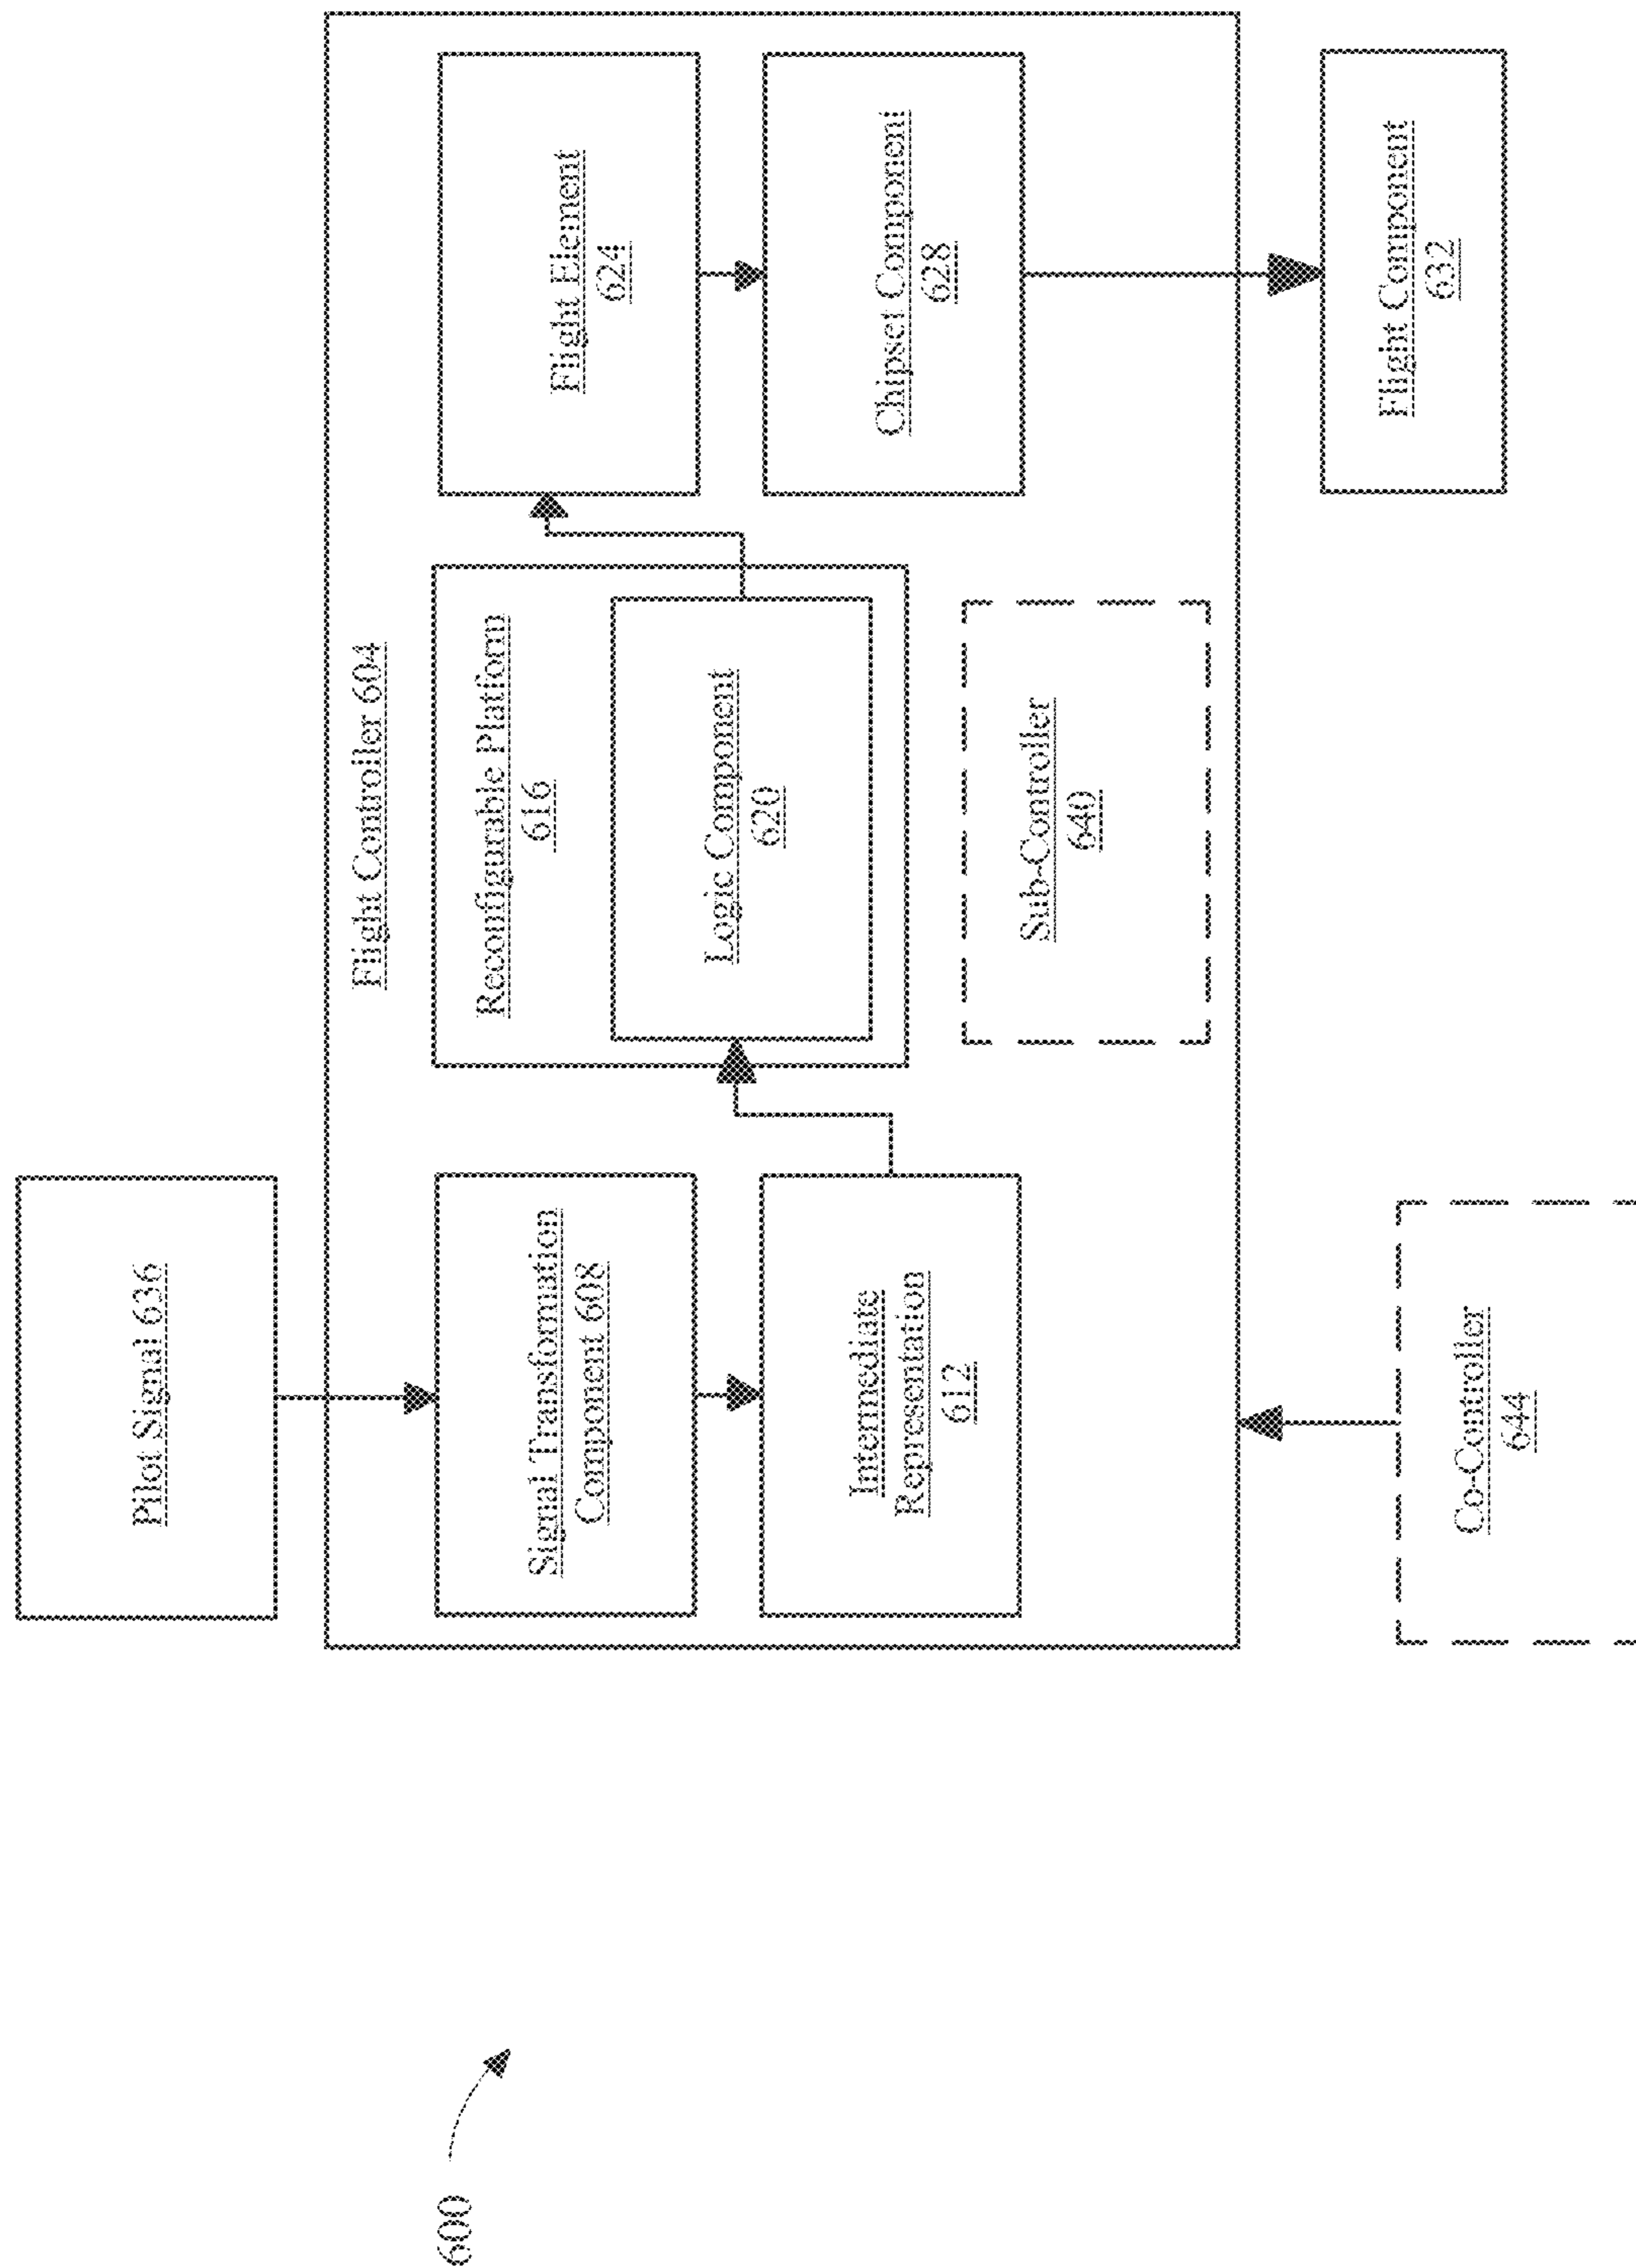 600
Pilot Signal 636
Flight Controller 604
Signal Transformation
Component 608
Intermediate
Representation
612
Reconfigurable Platform
616
Logic Component
620
Sub-Controller
640
Flight Element
624
Chipset Component
628
Flight Component
632
Co-Controller
644